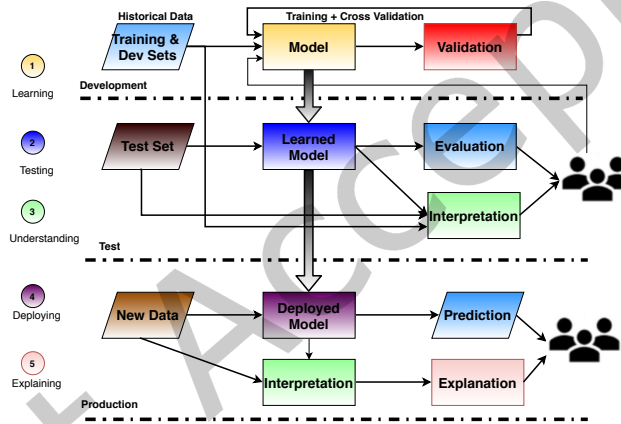 Historical Data
Training + Cross Validation
Training &
Dev Sets
Model
Validation
1
Learning
Development
2
Testing
Test Set
Learned
Model
Evaluation
3
Understanding
Interpretation
Test
4
Deploying
New Data
Deployed
Model
Prediction
5
Explaining
Interpretation
Explanation
Production
Accep